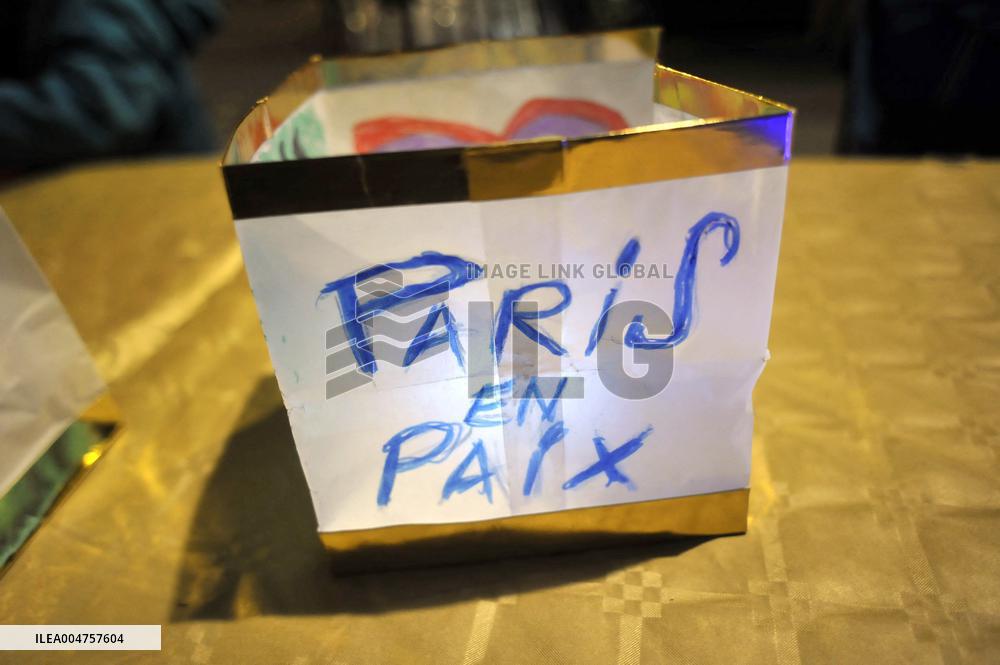 PARiS
IMAGE LINK GLOBAL
ILG
EN
PAIX
ILEA004757604